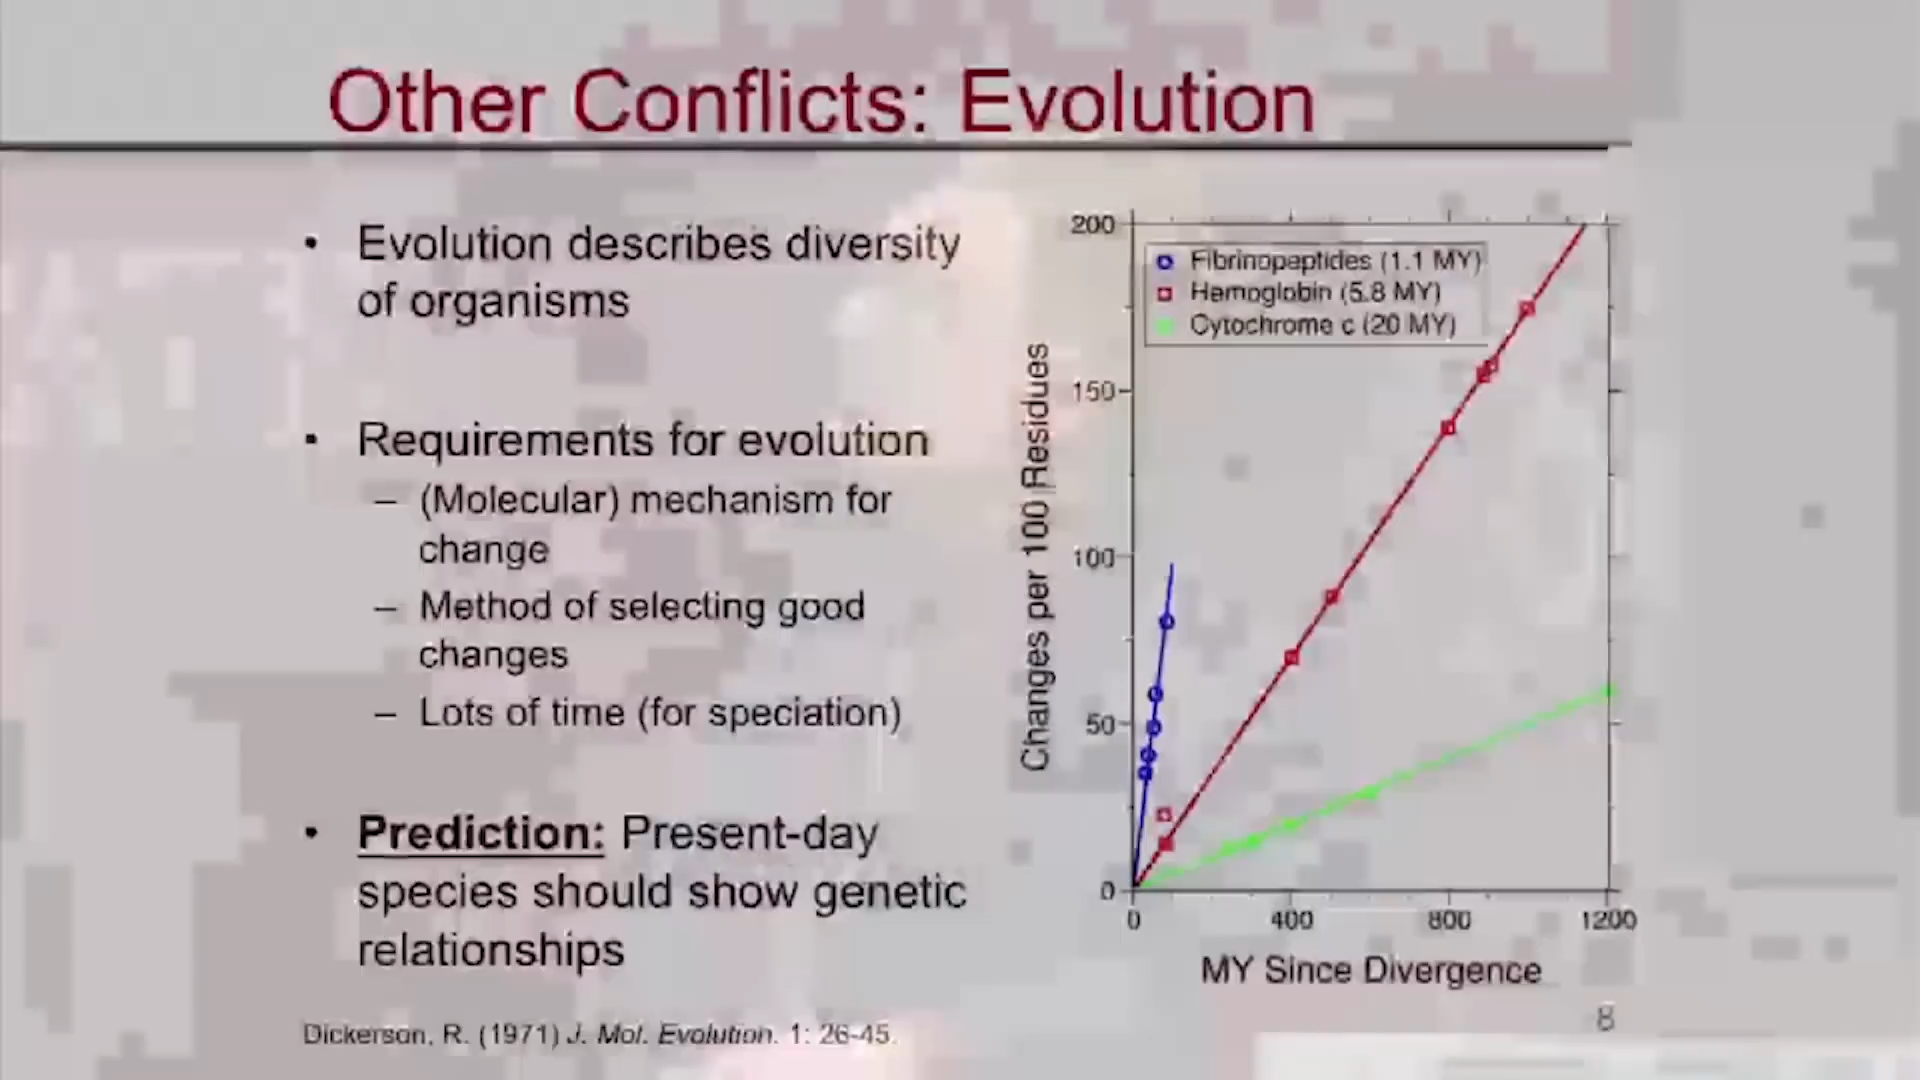 Other Conflicts: Evolution
• Evolution describes diversity
of organisms
• Requirements for evolution
– (Molecular) mechanism for
change
– Method of selecting good
changes
– Lots of time (for speciation)
• Prediction: Present-day
species should show genetic
relationships
Dickerson, R. (1971) J. Mol. Evolution. 1: 26-45.
Changes per 100 Residues
200
150
100
50
0
Fibrinopeptides (1.1 MY)
Hemoglobin (5.8 MY)
Cytochrome c (20 MY)
0 400 800 1200
MY Since Divergence
8